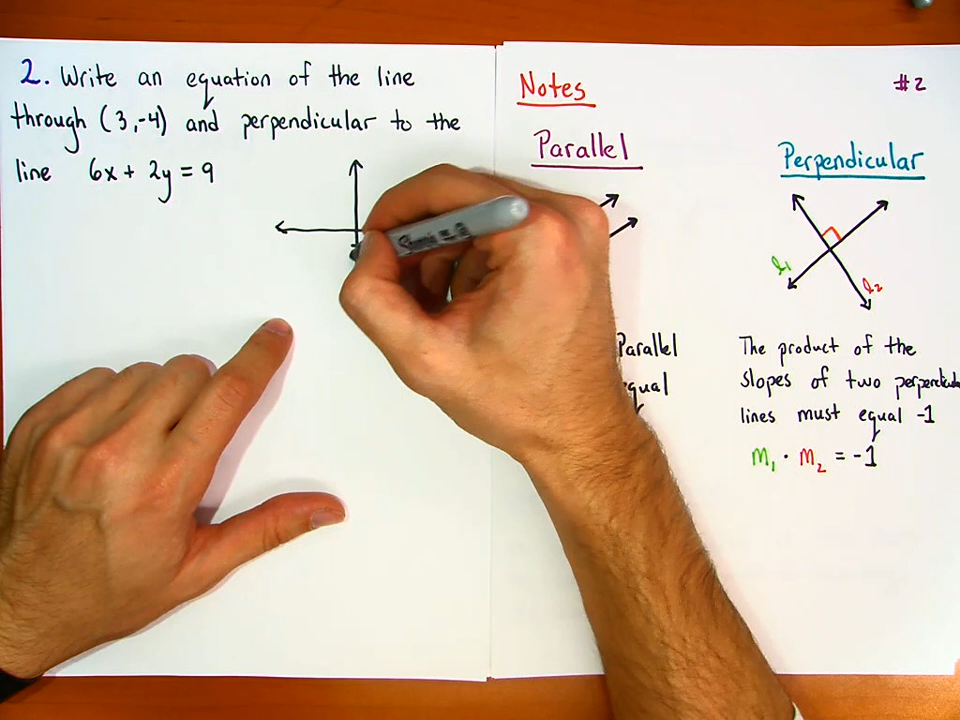 2. Write an equation of the line
through (3,-4) and perpendicular to the
line 6x + 2y = 9
Notes
#2
Parallel
Perpendicular
l1
l2
Parallel
The product of the
slopes of two
lines must equal -1
m1 · m2 = -1